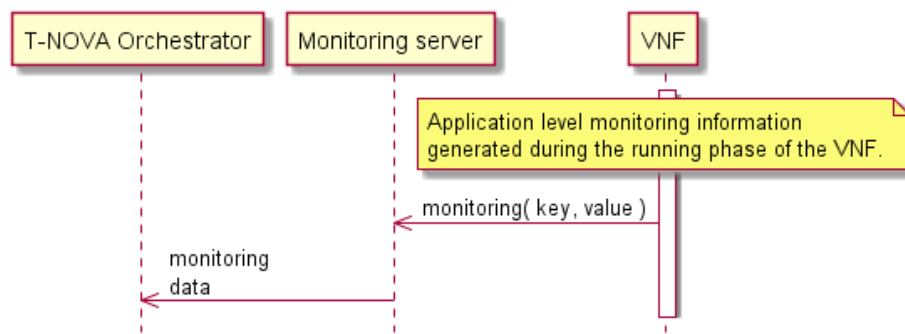 T-NOVA Orchestrator
Monitoring server
VNF
Application level monitoring information
generated during the running phase of the VNF.
monitoring( key, value )
monitoring
data